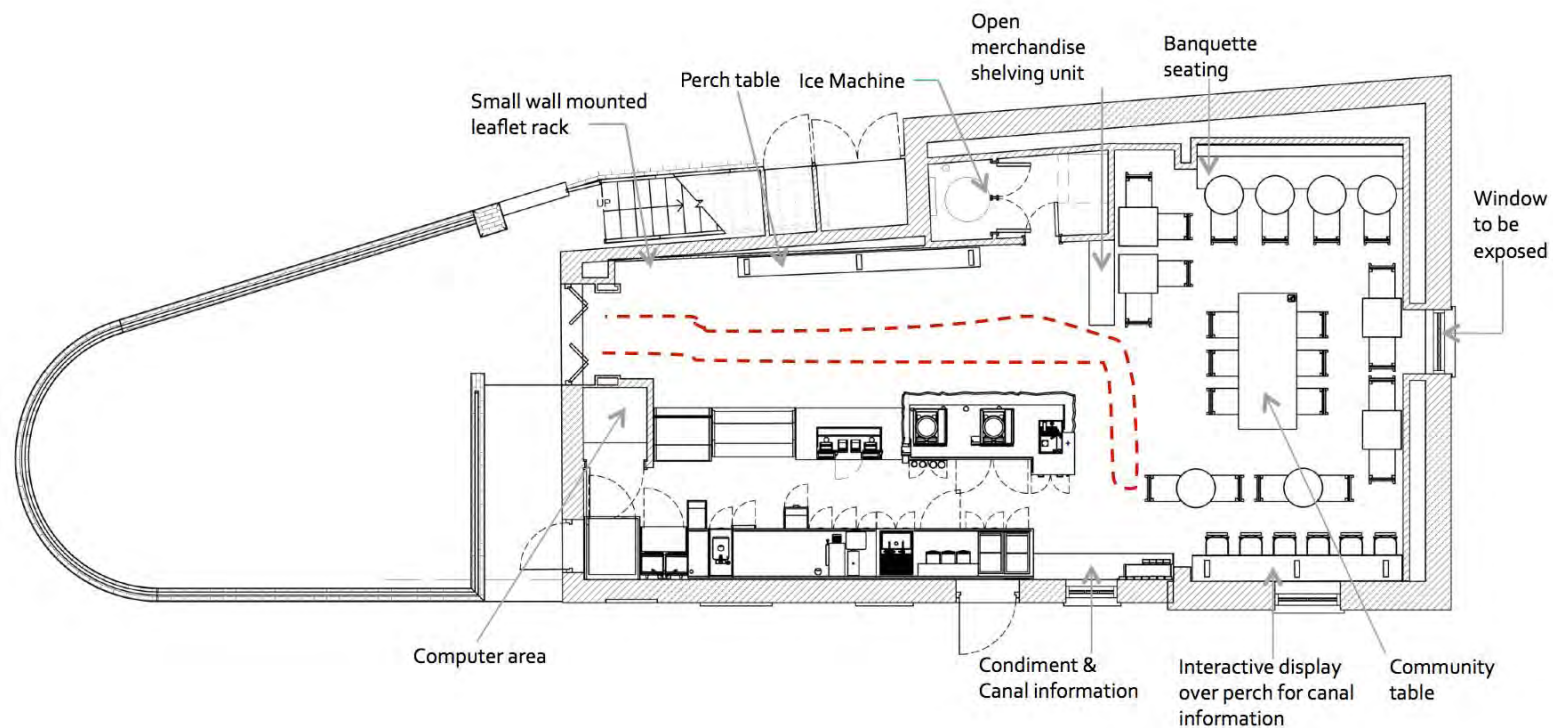 Open
merchandise
shelving unit
Banquette
seating
Perch table
Ice Machine
Small wall mounted
leaflet rack
UP
Window
to be
exposed
Computer area
Condiment &
Canal information
Interactive display
over perch for canal
information
Community
table